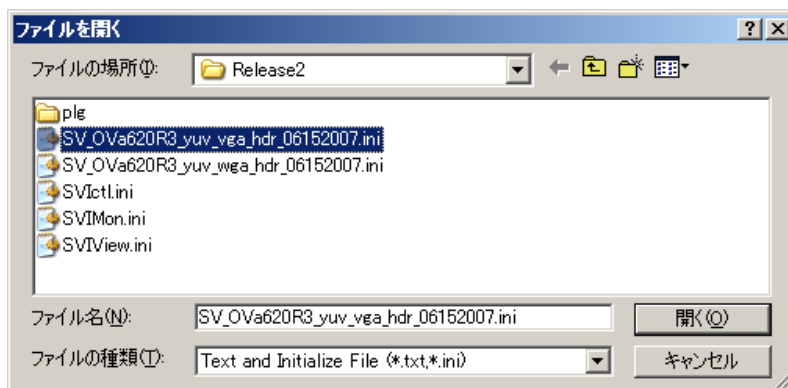 ファイルを開く
ファイルの場所(I):
Release2
plg
SV_OVa620R3_yuv_vga_hdr_06152007.ini
SV_OVa620R3_yuv_wga_hdr_06152007.ini
SVIctl.ini
SVIMon.ini
SVIView.ini
ファイル名(N):
SV_OVa620R3_yuv_vga_hdr_06152007.ini
開く(O)
ファイルの種類(T):
Text and Initialize File (*.txt,*.ini)
キャンセル